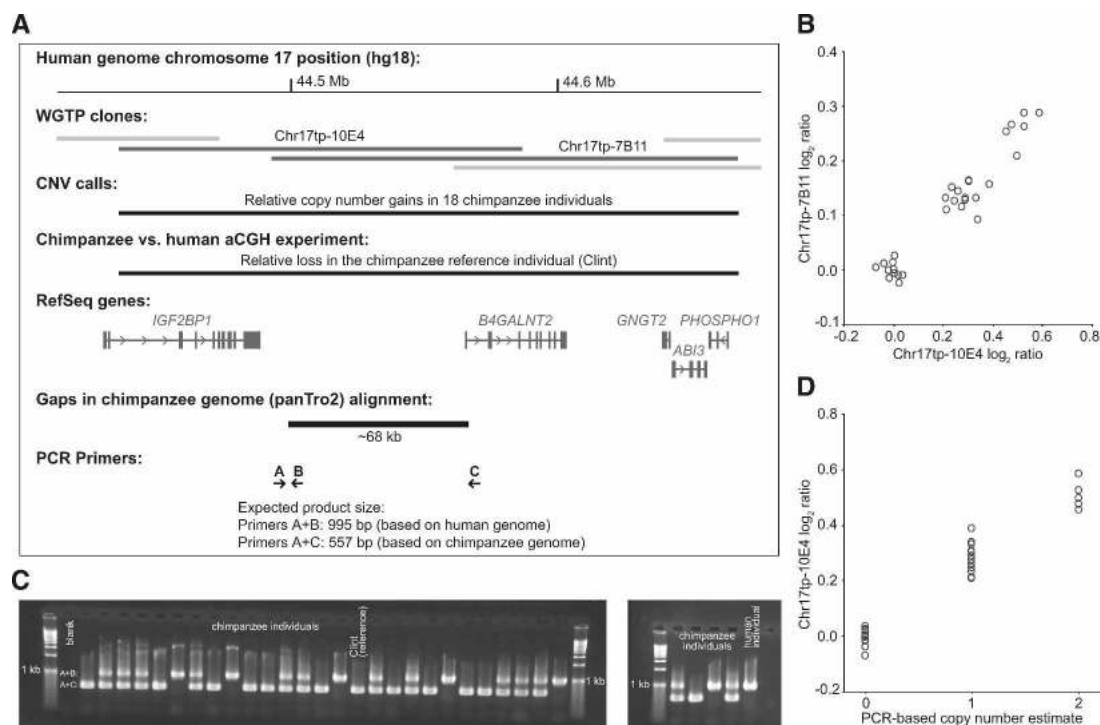 A
Human genome chromosome 17 position (hg18):
44.5 Mb
44.6 Mb
WGTP clones:
Chr17tp-10E4
Chr17tp-7B11
CNV calls:
Relative copy number gains in 18 chimpanzee individuals
Chimpanzee vs. human aCGH experiment:
Relative loss in the chimpanzee reference individual (Clint)
RefSeq genes:
IGF2BP1
B4GALNT2
GNGT2
PHOSPHO1
ABI3
Gaps in chimpanzee genome (panTro2) alignment:
~68 kb
PCR Primers:
A
B
C
Expected product size:
Primers A+B: 995 bp (based on human genome)
Primers A+C: 557 bp (based on chimpanzee genome)
B
Chr17tp-7B11 log2 ratio
0.4
0.3
0.2
0.1
0.0
-0.1
-0.2
0.0
0.2
0.4
0.6
0.8
Chr17tp-10E4 log2 ratio
C
blank
chimpanzee individuals
Clint
(reference)
1 kb
A+B:
A+C:
1 kb
chimpanzee
individuals
human
individual
1 kb
D
Chr17tp-10E4 log2 ratio
0.8
0.6
0.4
0.2
0.0
-0.2
0
1
2
PCR-based copy number estimate